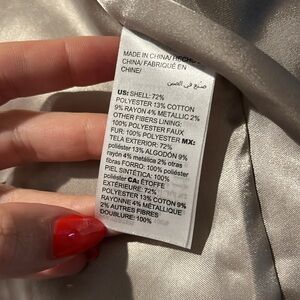 MADE IN CHINA/HECHO
CHINA/FABRIQUÉ EN
CHINE/
صنع في الصين
US: SHELL: 72%
POLYESTER 13% COTTON
9% RAYON 4% METALLIC 2%
OTHER FIBERS LINING:
100% POLYESTER FAUX
FUR: 100% POLYESTER MX:
TELA EXTERIOR: 72%
poliéster 13% ALGODÓN 9%
rayón 4% metálica 2% otras
fibras FORRO: 100% poliéster
PIEL SINTÉTICA: 100%
poliéster CA: ÉTOFFE
EXTÉRIEURE: 72%
POLYESTER 13% COTON 9%
RAYONNE 4% MÉTALLIQUE
2% AUTRES FIBRES
DOUBLURE: 100%